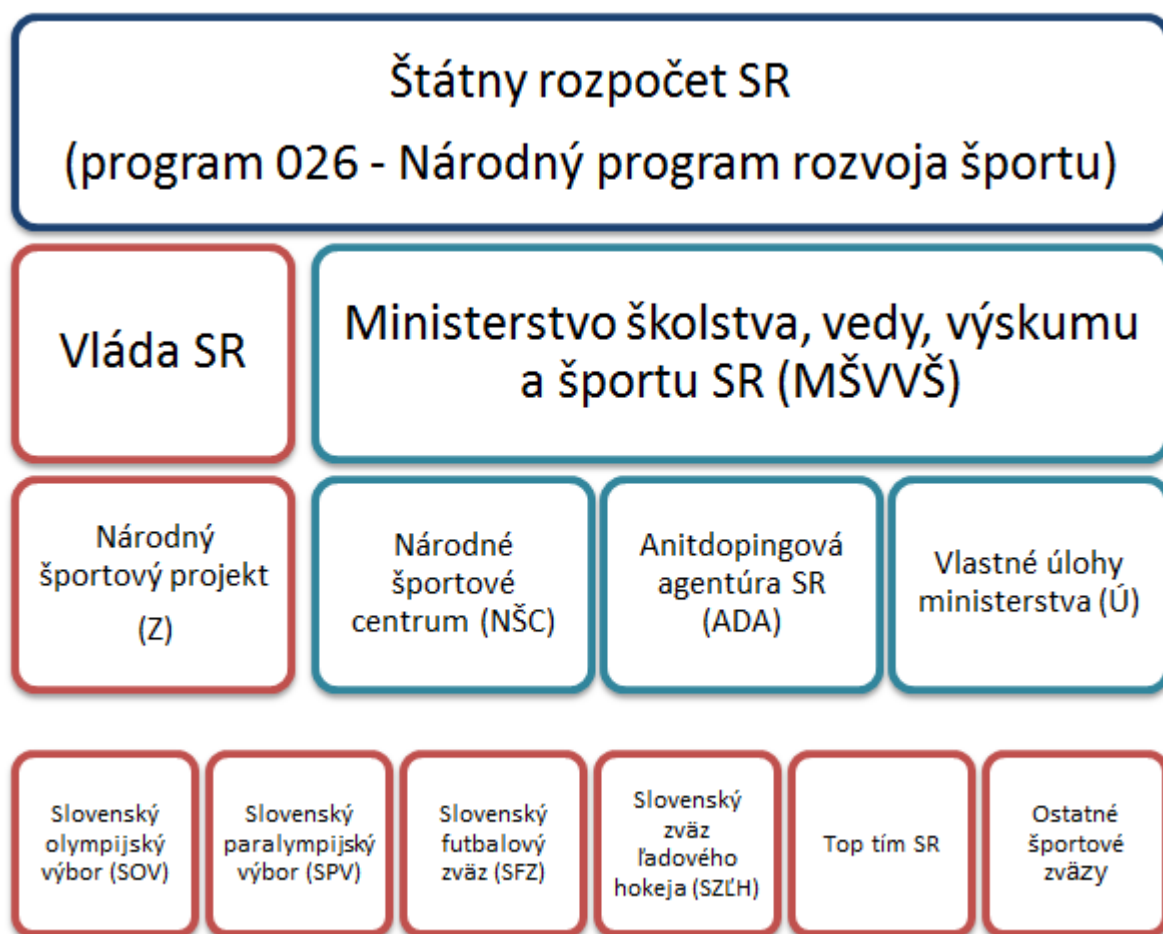 Štátny rozpočet SR
(program 026 - Národný program rozvoja športu)
Vláda SR
Ministerstvo školstva, vedy, výskumu
a športu SR (MŠVVŠ)
Národný
športový projekt
(Z)
Národné
športové
centrum (NŠC)
Anitdopingová
agentúra SR
(ADA)
Vlastné úlohy
ministerstva (Ú)
Slovenský
olympijský
výbor (SOV)
Slovenský
paralympijský
výbor (SPV)
Slovenský
futbalový
zväz (SFZ)
Slovenský
zväz
ľadového
hokeja (SZĽH)
Top tím SR
Ostatné
športové
zväzy